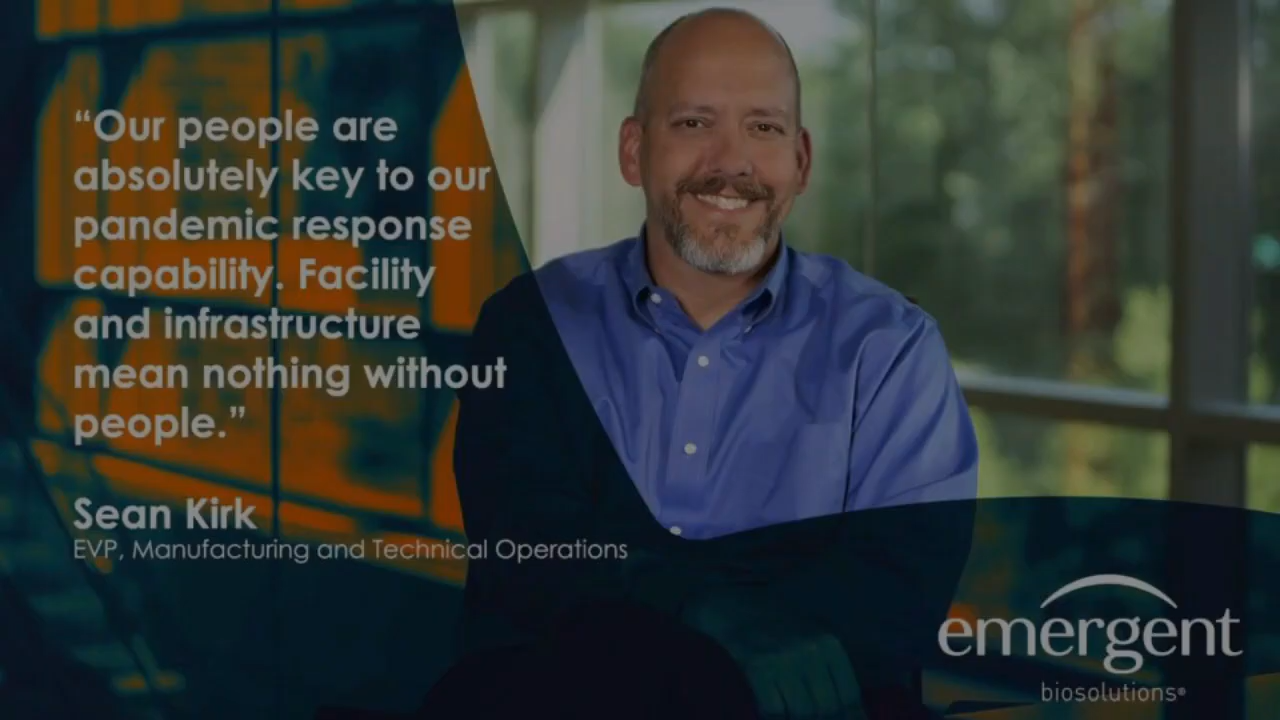 “Our people are
absolutely key to our
pandemic response
capability. Facility
and infrastructure
mean nothing without
people.”
Sean Kirk
EVP, Manufacturing and Technical Operations
emergent
biosolutions®